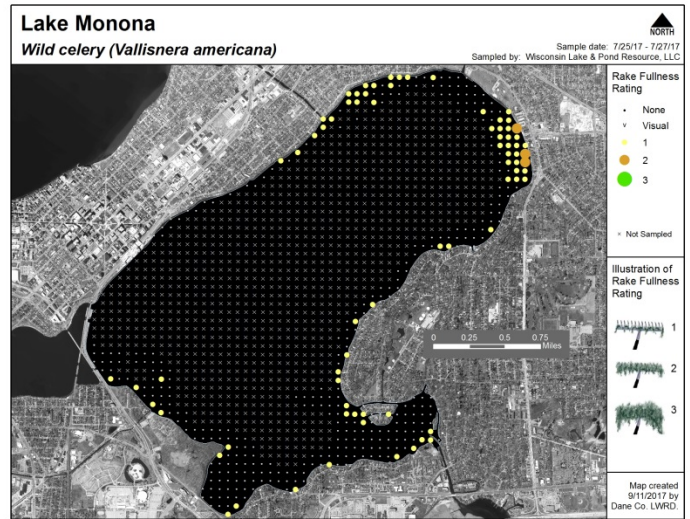 Lake Monona
Wild celery (Vallisnera americana)
NORTH
Sample date: 7/25/17 - 7/27/17
Sampled by: Wisconsin Lake & Pond Resource, LLC
Rake Fullness
Rating
None
v Visual
1
2
3
× Not Sampled
0 0.25 0.5 0.75
Miles
Illustration of
Rake Fullness
Rating
1
2
3
Map created
9/11/2017 by
Dane Co. LWRD.